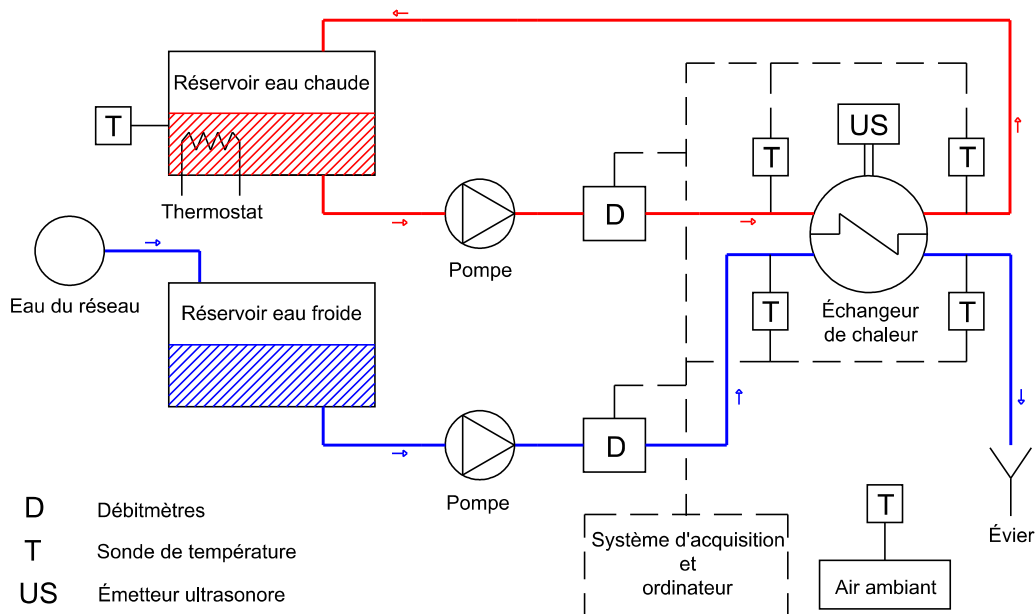 Réservoir eau chaude
T
Thermostat
US
T
T
D
Pompe
Eau du réseau
Réservoir eau froide
T
T
Échangeur
de chaleur
D
Pompe
D Débitmètres
T Sonde de température
US Émetteur ultrasonore
Système d'acquisition
et
ordinateur
T
Air ambiant
Évier